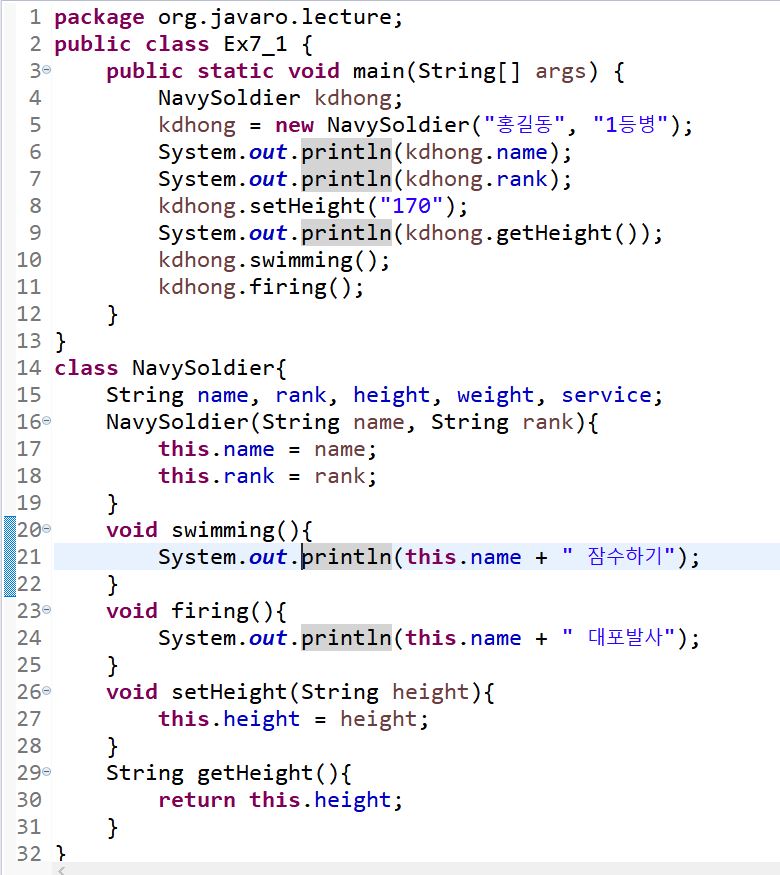 1 package org.javaro.lecture;
2 public class Ex7_1 {
3 public static void main(String[] args) {
4 NavySoldier kdhong;
5 kdhong = new NavySoldier("홍길동", "1등병");
6 System.out.println(kdhong.name);
7 System.out.println(kdhong.rank);
8 kdhong.setHeight("170");
9 System.out.println(kdhong.getHeight());
10 kdhong.swimming();
11 kdhong.firing();
12 }
13 }
14 class NavySoldier{
15 String name, rank, height, weight, service;
16 NavySoldier(String name, String rank){
17 this.name = name;
18 this.rank = rank;
19 }
20 void swimming(){
21 System.out.println(this.name + " 잠수하기");
22 }
23 void firing(){
24 System.out.println(this.name + " 대포발사");
25 }
26 void setHeight(String height){
27 this.height = height;
28 }
29 String getHeight(){
30 return this.height;
31 }
32 }